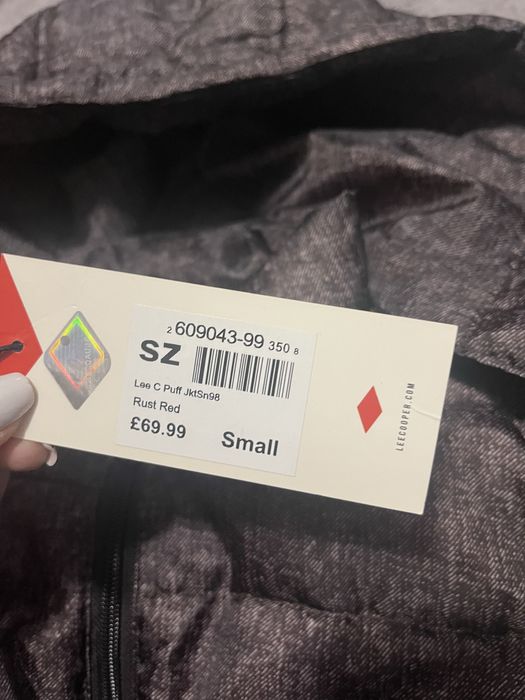 2 609043-99 350 8
SZ
Lee C Puff JktSn98
Rust Red
£69.99 Small
LEECOOPER.COM